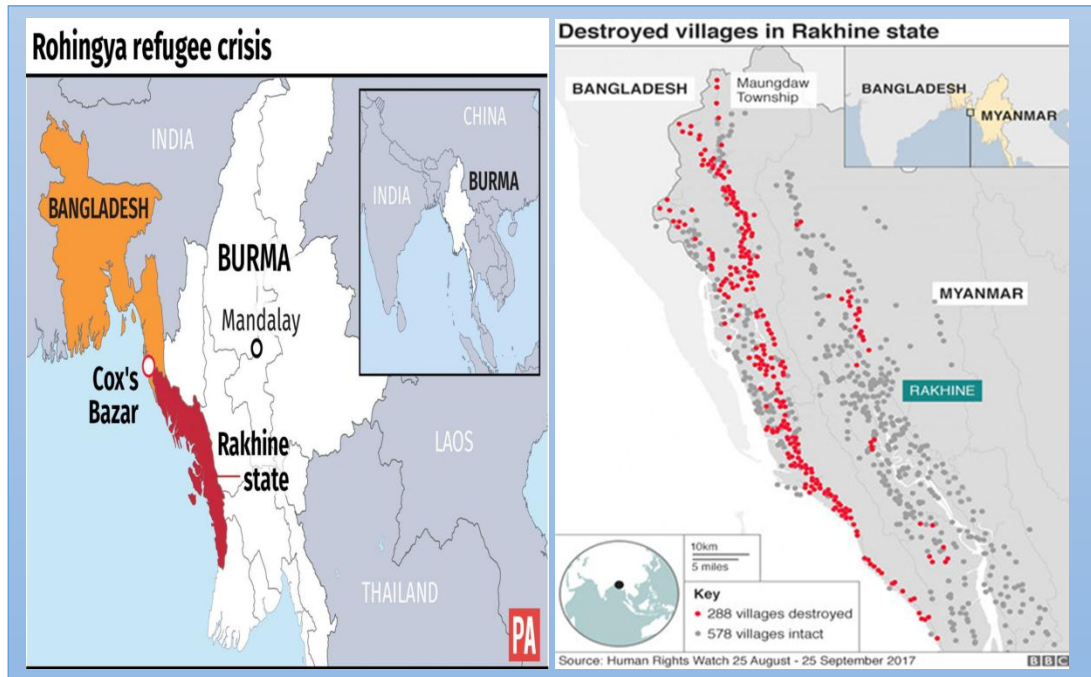 Rohingya refugee crisis
INDIA
CHINA
INDIA
BURMA
BANGLADESH
BURMA
Mandalay
Cox's
Bazar
Rakhine
state
LAOS
THAILAND
PA
Destroyed villages in Rakhine state
BANGLADESH
Maungdaw
Township
BANGLADESH
MYANMAR
MYANMAR
RAKHINE
10km
5 miles
Key
288 villages destroyed
578 villages intact
Source: Human Rights Watch 25 August - 25 September 2017
BBC